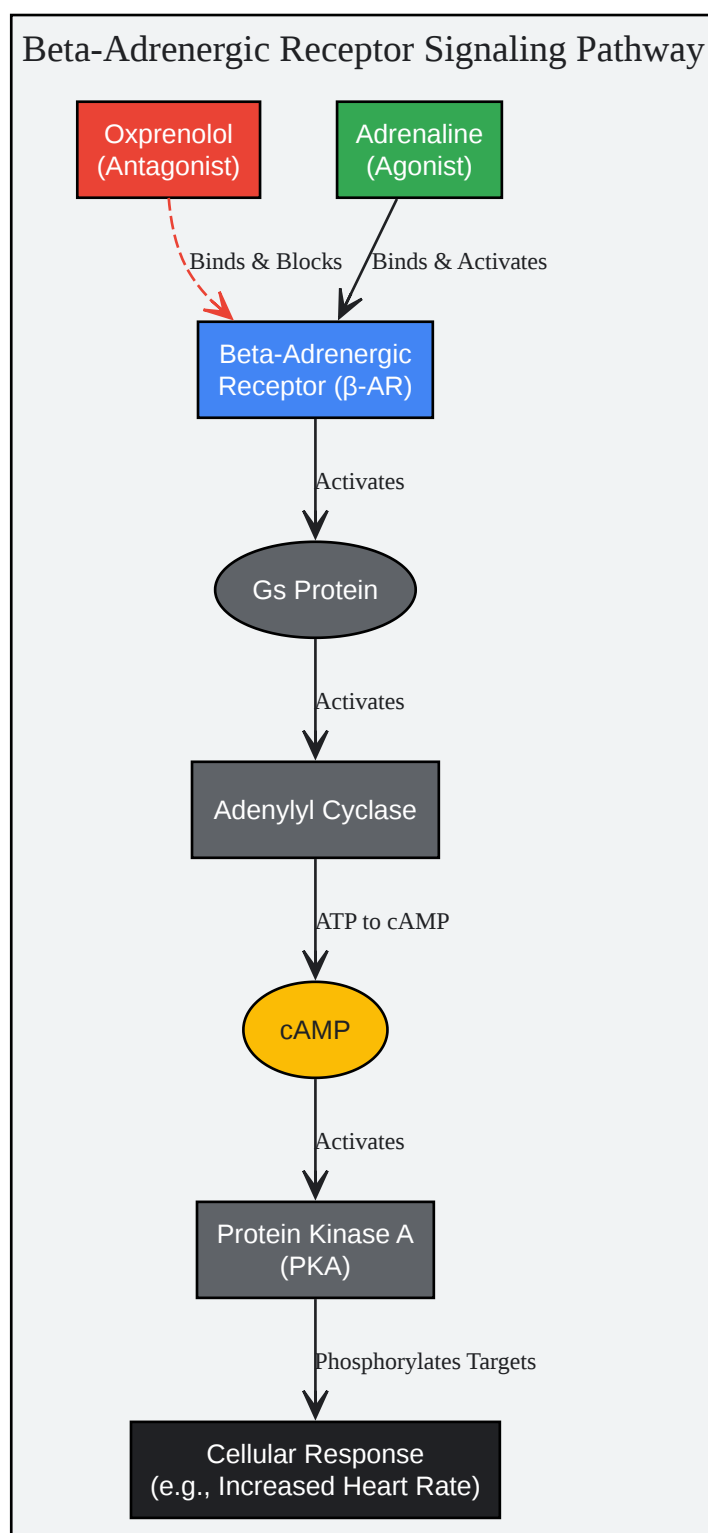 Beta-Adrenergic Receptor Signaling Pathway
Oxprenolol
(Antagonist)
Adrenaline
(Agonist)
Binds & Blocks
Binds & Activates
Beta-Adrenergic
Receptor (β-AR)
Activates
Gs Protein
Activates
Adenylyl Cyclase
ATP to cAMP
cAMP
Activates
Protein Kinase A
(PKA)
Phosphorylates Targets
Cellular Response
(e.g., Increased Heart Rate)